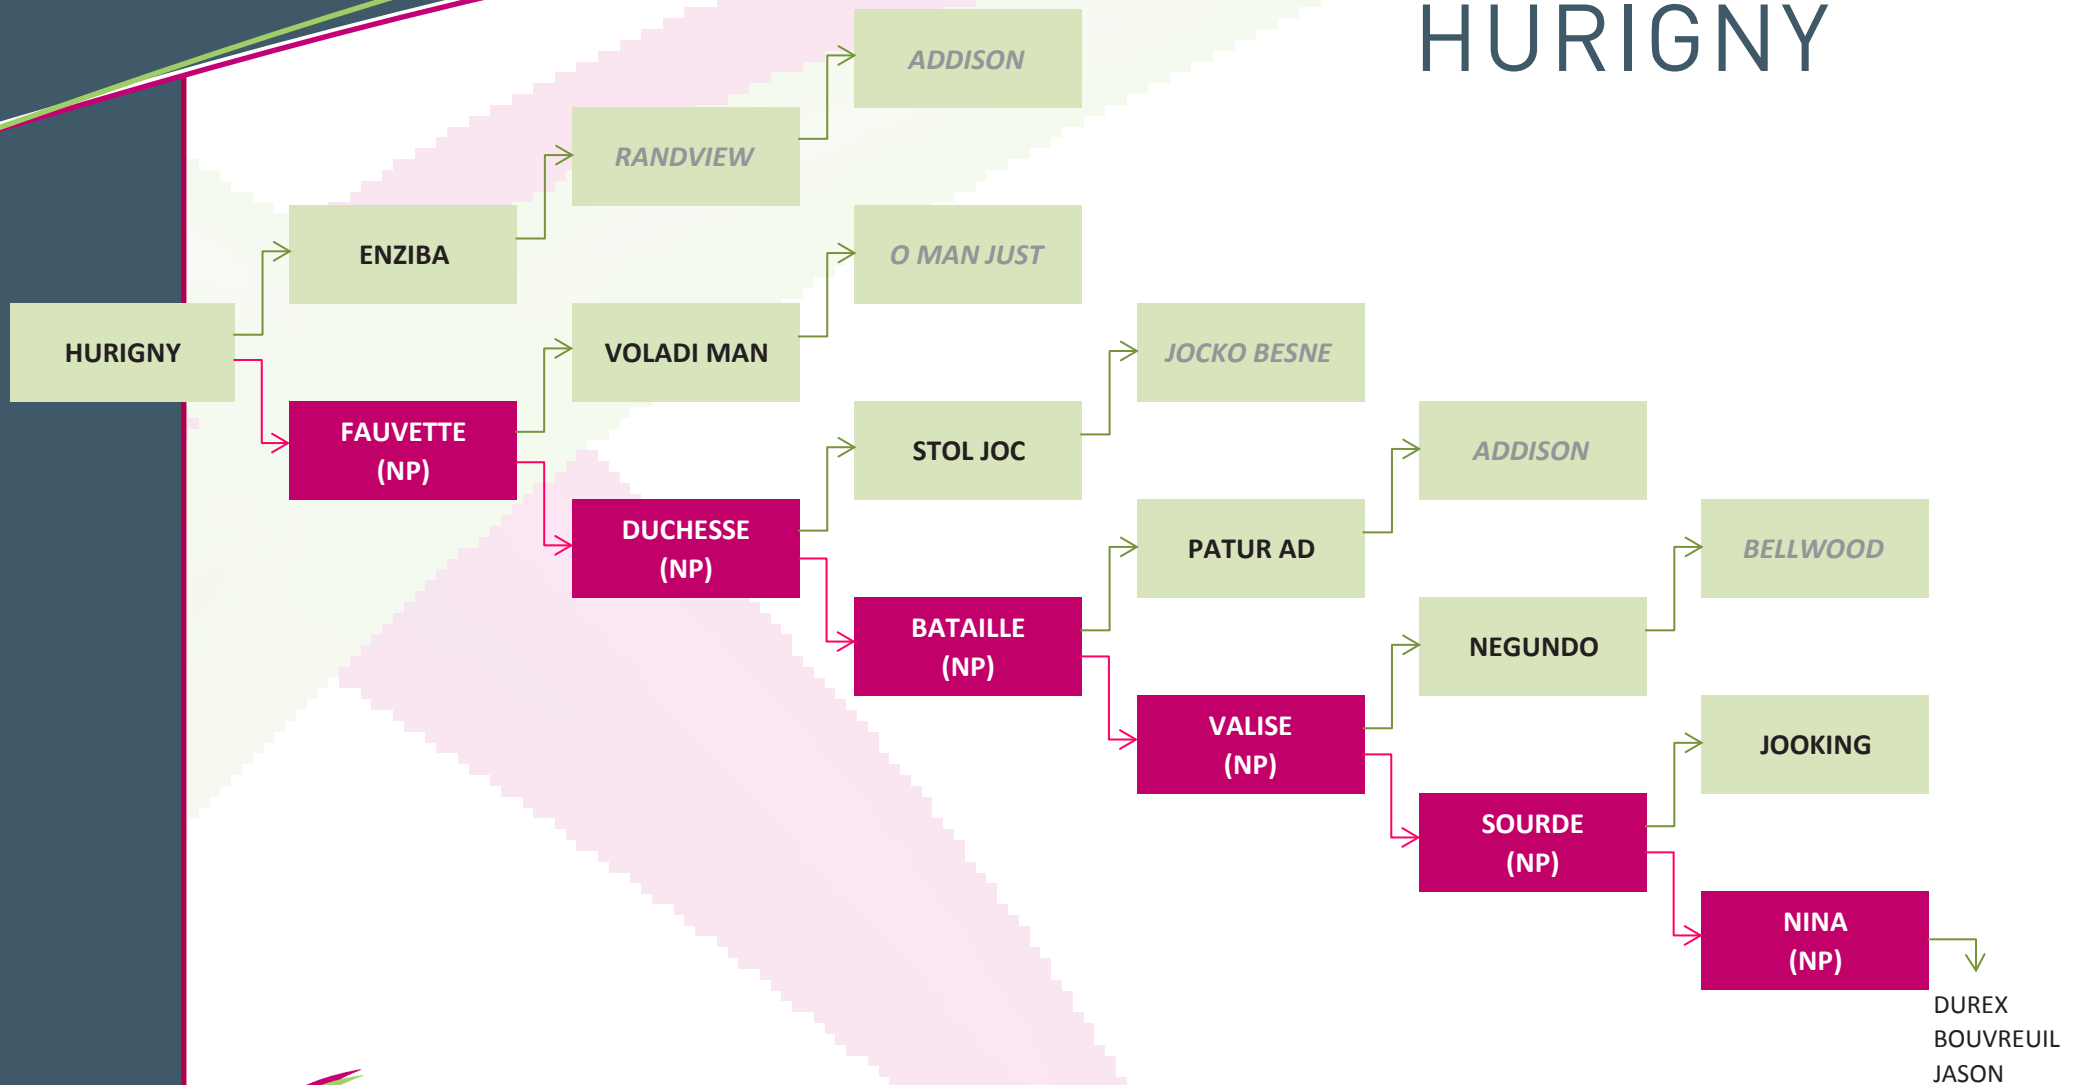 HURIGNY
ADDISON
RANDVIEW
ENZIBA
O MAN JUST
HURIGNY
VOLADI MAN
JOCKO BESNE
FAUVETTE
(NP)
STOL JOC
ADDISON
DUCHESSE
(NP)
PATUR AD
BELLWOOD
BATAILLE
(NP)
NEGUNDO
VALISE
(NP)
JOOKING
SOURDE
(NP)
NINA
(NP)
DUREX
BOUVREUIL
JASON